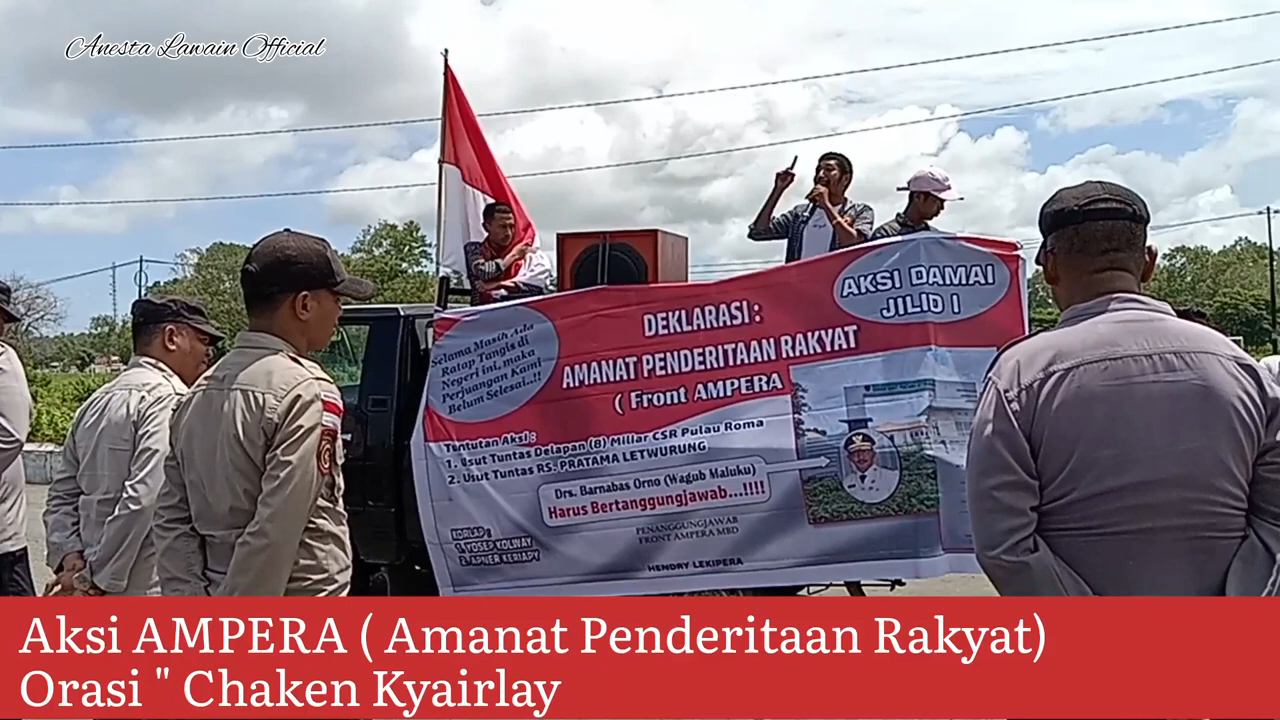 Anesta Lawain Official
AKSI DAMAI
JILID I
DEKLARASI :
AMANAT PENDERITAAN RAKYAT
( Front AMPERA
Selama Masih Ada
Ratap Tangis di
Negeri ini, maka
Perjuangan Kami
Belum Selesai..!!
Tuntutan Aksi :
1. Usut Tuntas Delapan (8) Miliar CSR Pulau Roma
2. Usut Tuntas RS. PRATAMA LETWURUNG
Drs. Barnabas Orno (Wagub Maluku)
Harus Bertanggungjawab...!!!!
PENANGGUNGJAWAB
FRONT AMPERA MBD
HENDRY LEKIPERA
KORLAP :
1. YOSEP KOLWAY
2. APNER KERIAPY
Aksi AMPERA ( Amanat Penderitaan Rakyat)
Orasi " Chaken Kyairlay